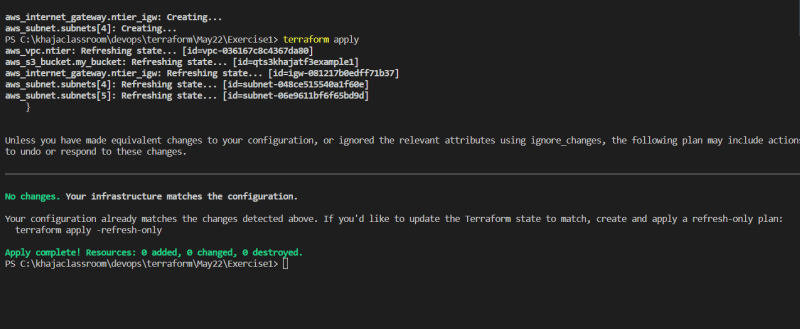 aws_internet_gateway.ntier_igw: Creating...
aws_subnet.subnets[4]: Creating...
PS C:\khajaclassroom\devops\terraform\May22\Exercise1> terraform apply
aws_vpc.ntier: Refreshing state... [id=vpc-036167c8c4367da80]
aws_s3_bucket.my_bucket: Refreshing state... [id=qts3khajatf3example1]
aws_internet_gateway.ntier_igw: Refreshing state... [id=igw-081217b0edff71b37]
aws_subnet.subnets[4]: Refreshing state... [id=subnet-048ce515540a1f60e]
aws_subnet.subnets[5]: Refreshing state... [id=subnet-06e9611bf6f65bd9d]
}
Unless you have made equivalent changes to your configuration, or ignored the relevant attributes using ignore_changes, the following plan may include actions
to undo or respond to these changes.
No changes. Your infrastructure matches the configuration.
Your configuration already matches the changes detected above. If you'd like to update the Terraform state to match, create and apply a refresh-only plan:
terraform apply -refresh-only
Apply complete! Resources: 0 added, 0 changed, 0 destroyed.
PS C:\khajaclassroom\devops\terraform\May22\Exercise1>